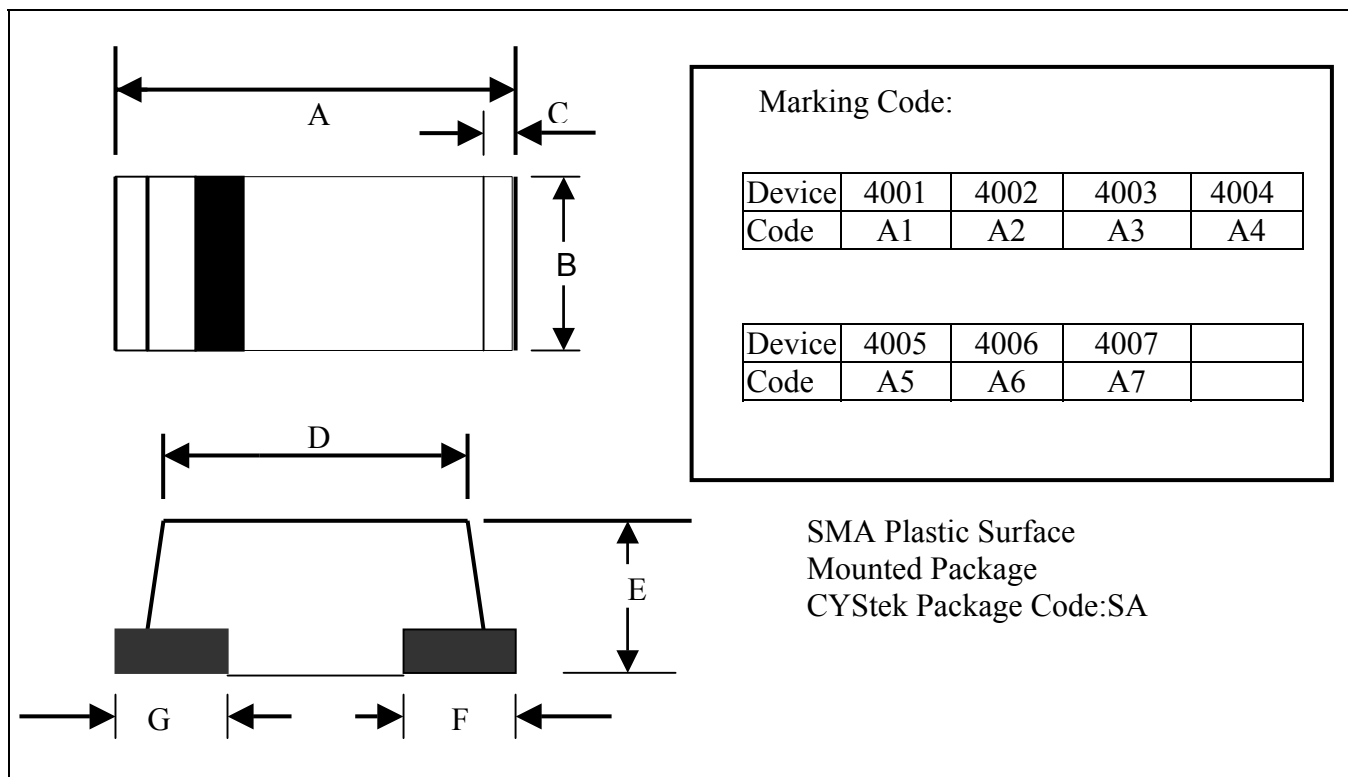 A
C
B
D
E
G
F
Marking Code:
Device 4001 4002 4003 4004
Code A1 A2 A3 A4
Device 4005 4006 4007
Code A5 A6 A7
SMA Plastic Surface
Mounted Package
CYStek Package Code:SA